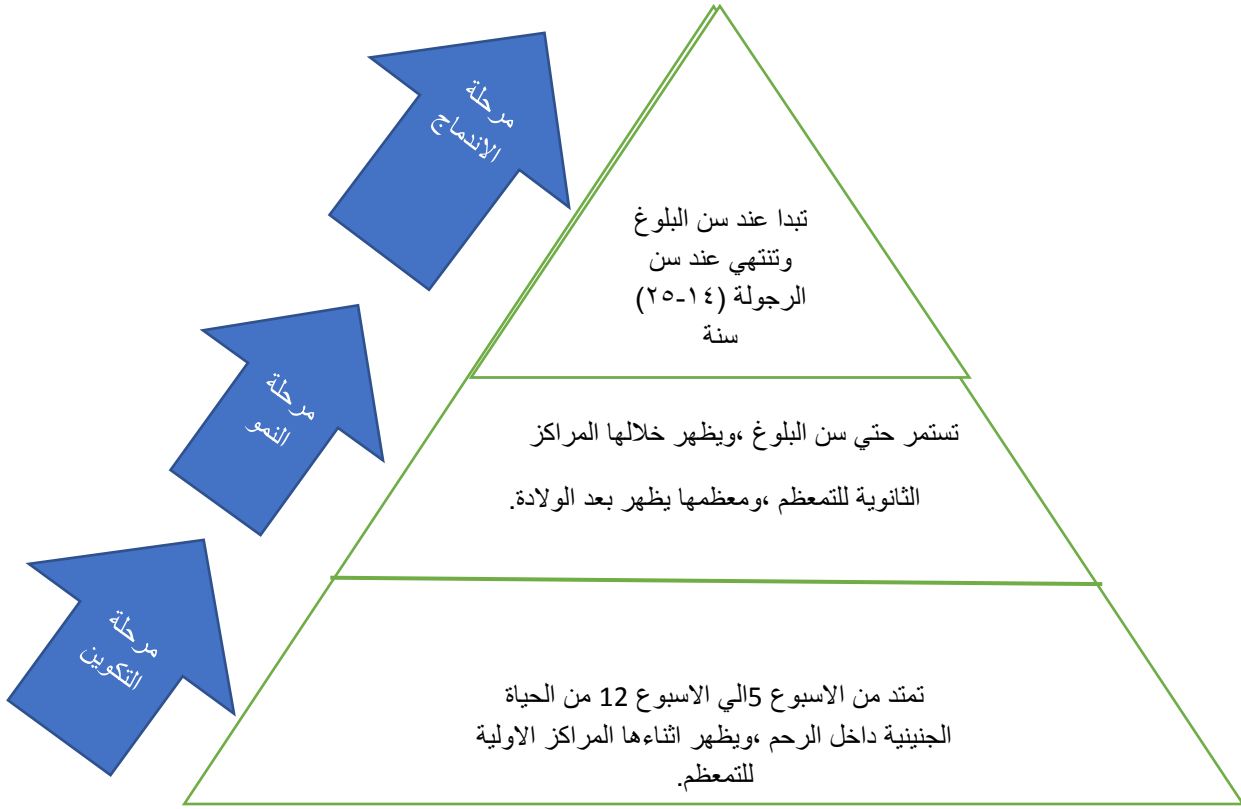 مرحلة
الاندماج
تبدا عند سن البلوغ
وتنتهي عند سن
الرجولة (١٤-٢٥)
سنة
مرحلة
النمو
تستمر حتي سن البلوغ ،ويظهر خلالها المراكز
الثانوية للتمعظم ،ومعظمها يظهر بعد الولادة.
مرحلة
التكوين
تمتد من الاسبوع 5الي الاسبوع 12 من الحياة
الجنينية داخل الرحم ،ويظهر اثناءها المراكز الاولية
للتمعظم.